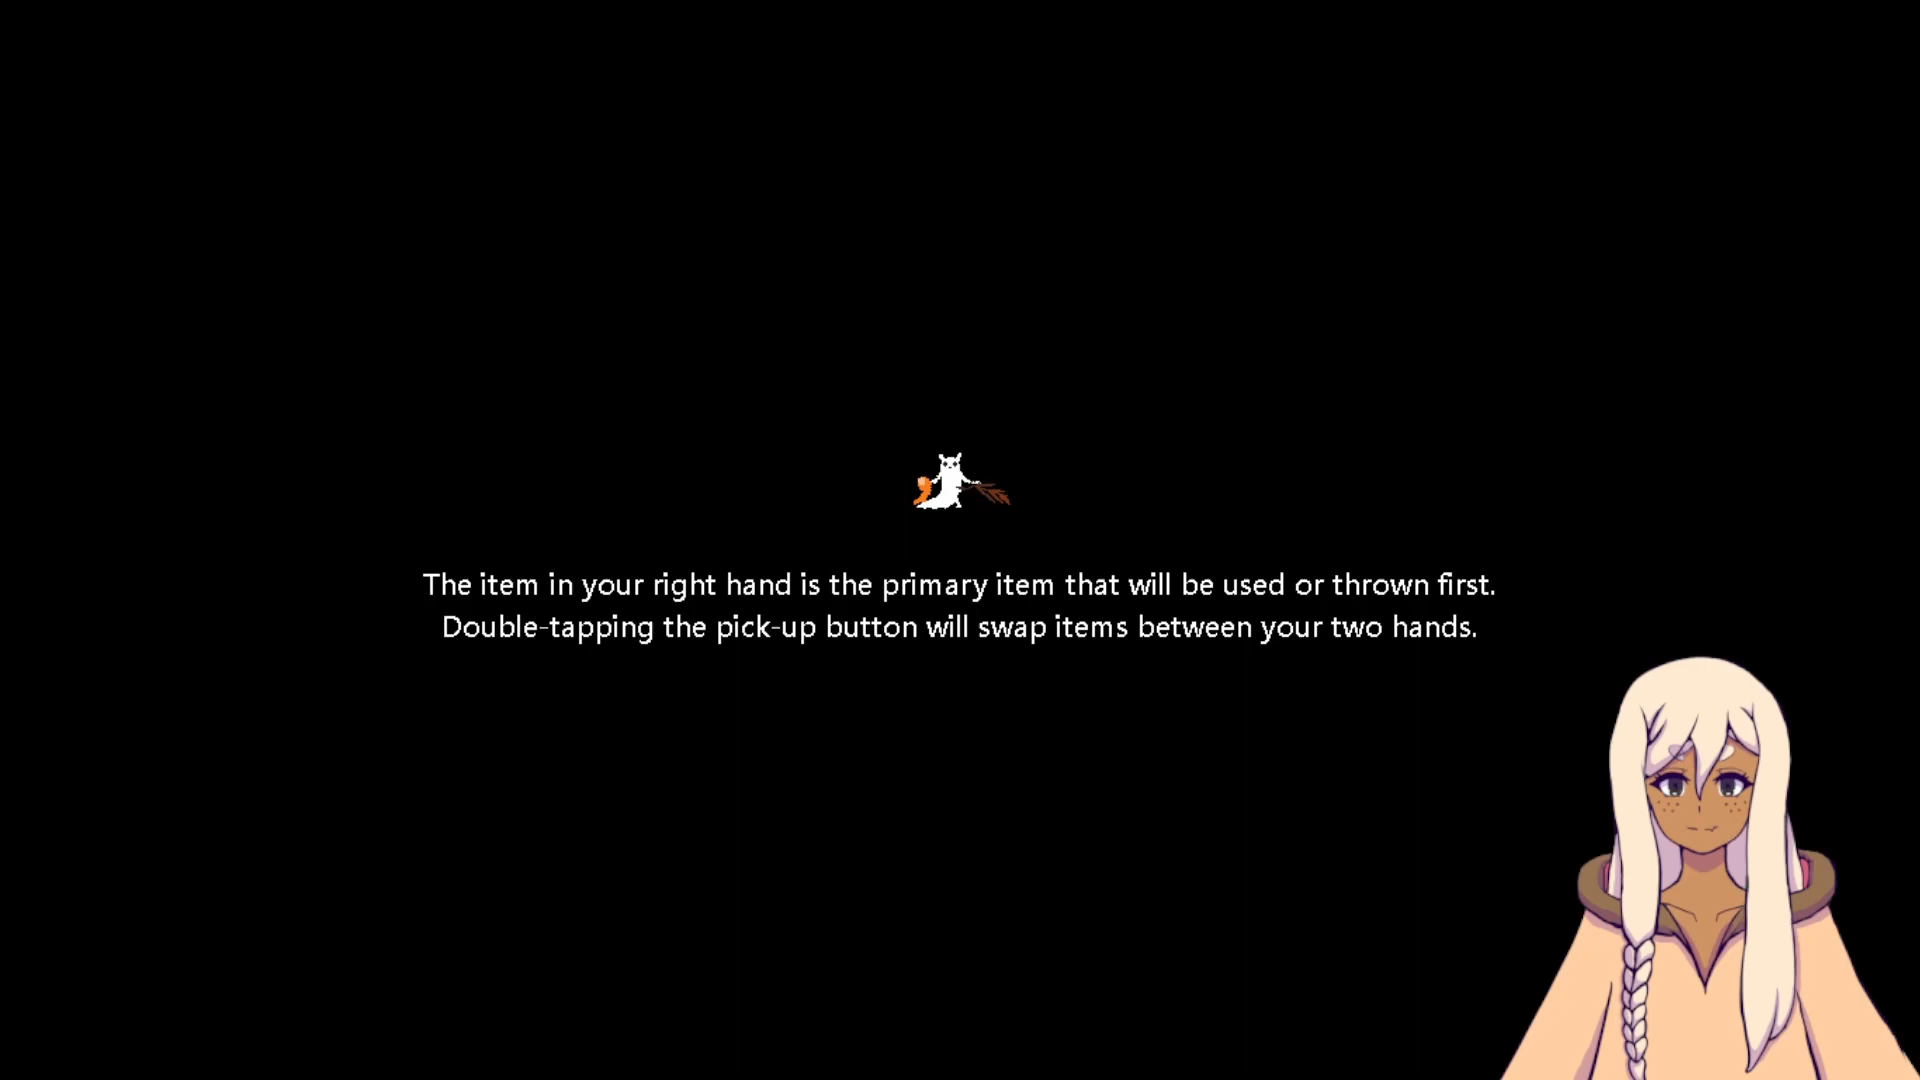 The item in your right hand is the primary item that will be used or thrown first.
Double-tapping the pick-up button will swap items between your two hands.